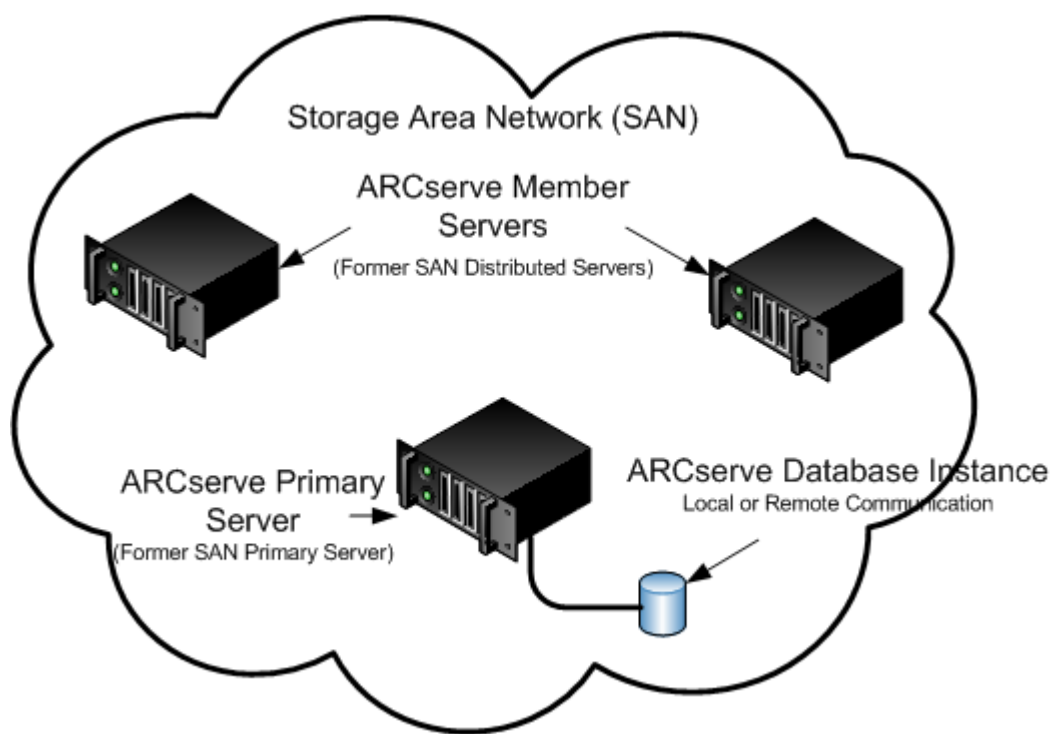 Storage Area Network (SAN)
ARCserve Member
Servers
(Former SAN Distributed Servers)
ARCserve Primary
Server
(Former SAN Primary Server)
ARCserve Database Instance
Local or Remote Communication